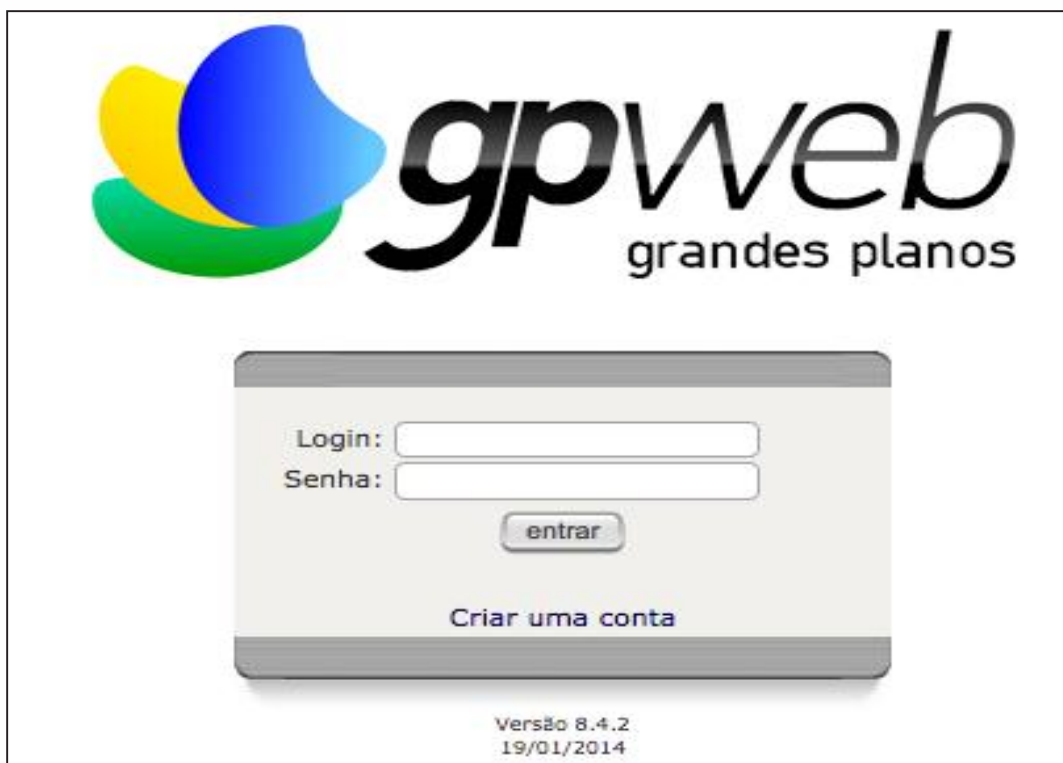 gpweb
grandes planos
Login:
Senha:
entrar
Criar uma conta
Versão 8.4.2
19/01/2014